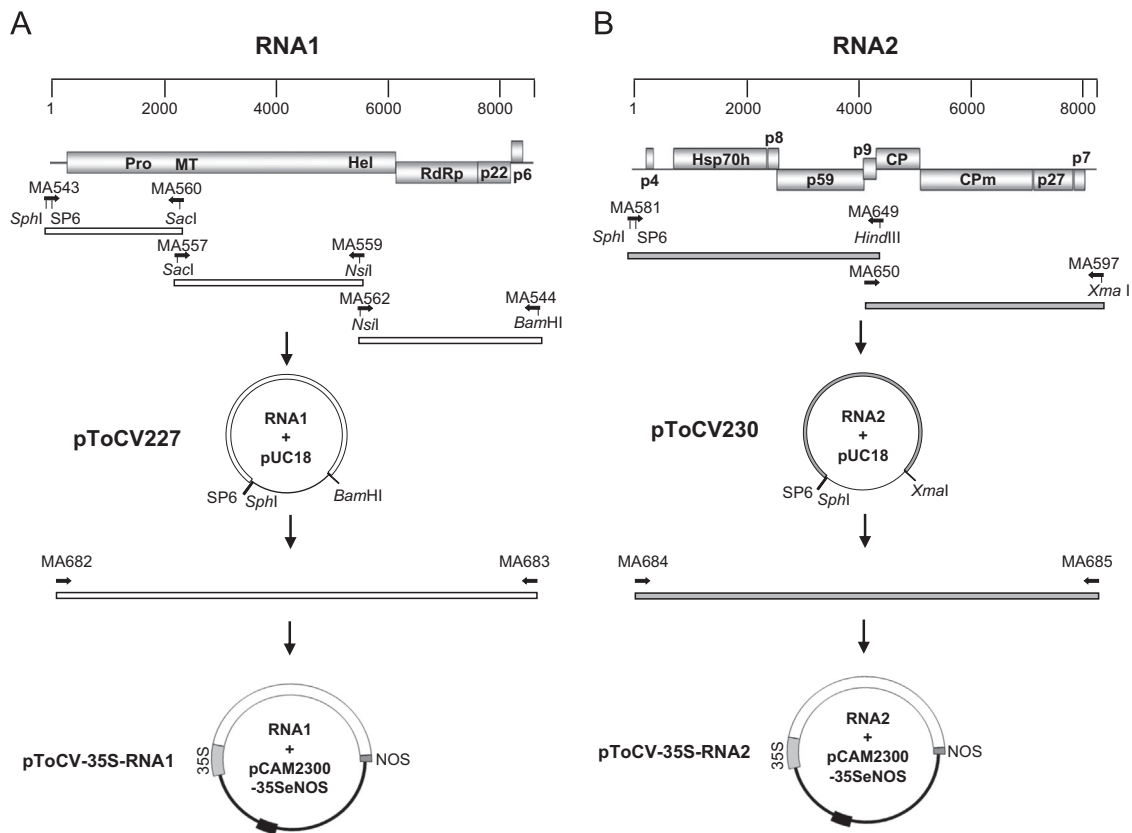 A
RNA1
1 2000 4000 6000 8000
Pro MT Hel
RdRp p22 p6
MA543 MA560
SphI SP6 SacI
MA557 MA559
SacI NsiI
MA562 MA544
NsiI BamHI
pToCV227
RNA1
+
pUC18
SP6 SphI BamHI
MA682 MA683
pToCV-35S-RNA1
RNA1
+
pCAM2300
-35SeNOS
35S
NOS
B
RNA2
1 2000 4000 6000 8000
p8 p9 p7
Hsp70h CP
p4 p59 CPm p27
MA581 MA649
SphI SP6 HindIII
MA650 MA597
Xma I
pToCV230
RNA2
+
pUC18
SP6 SphI XmaI
MA684 MA685
pToCV-35S-RNA2
RNA2
+
pCAM2300
-35SeNOS
35S
NOS